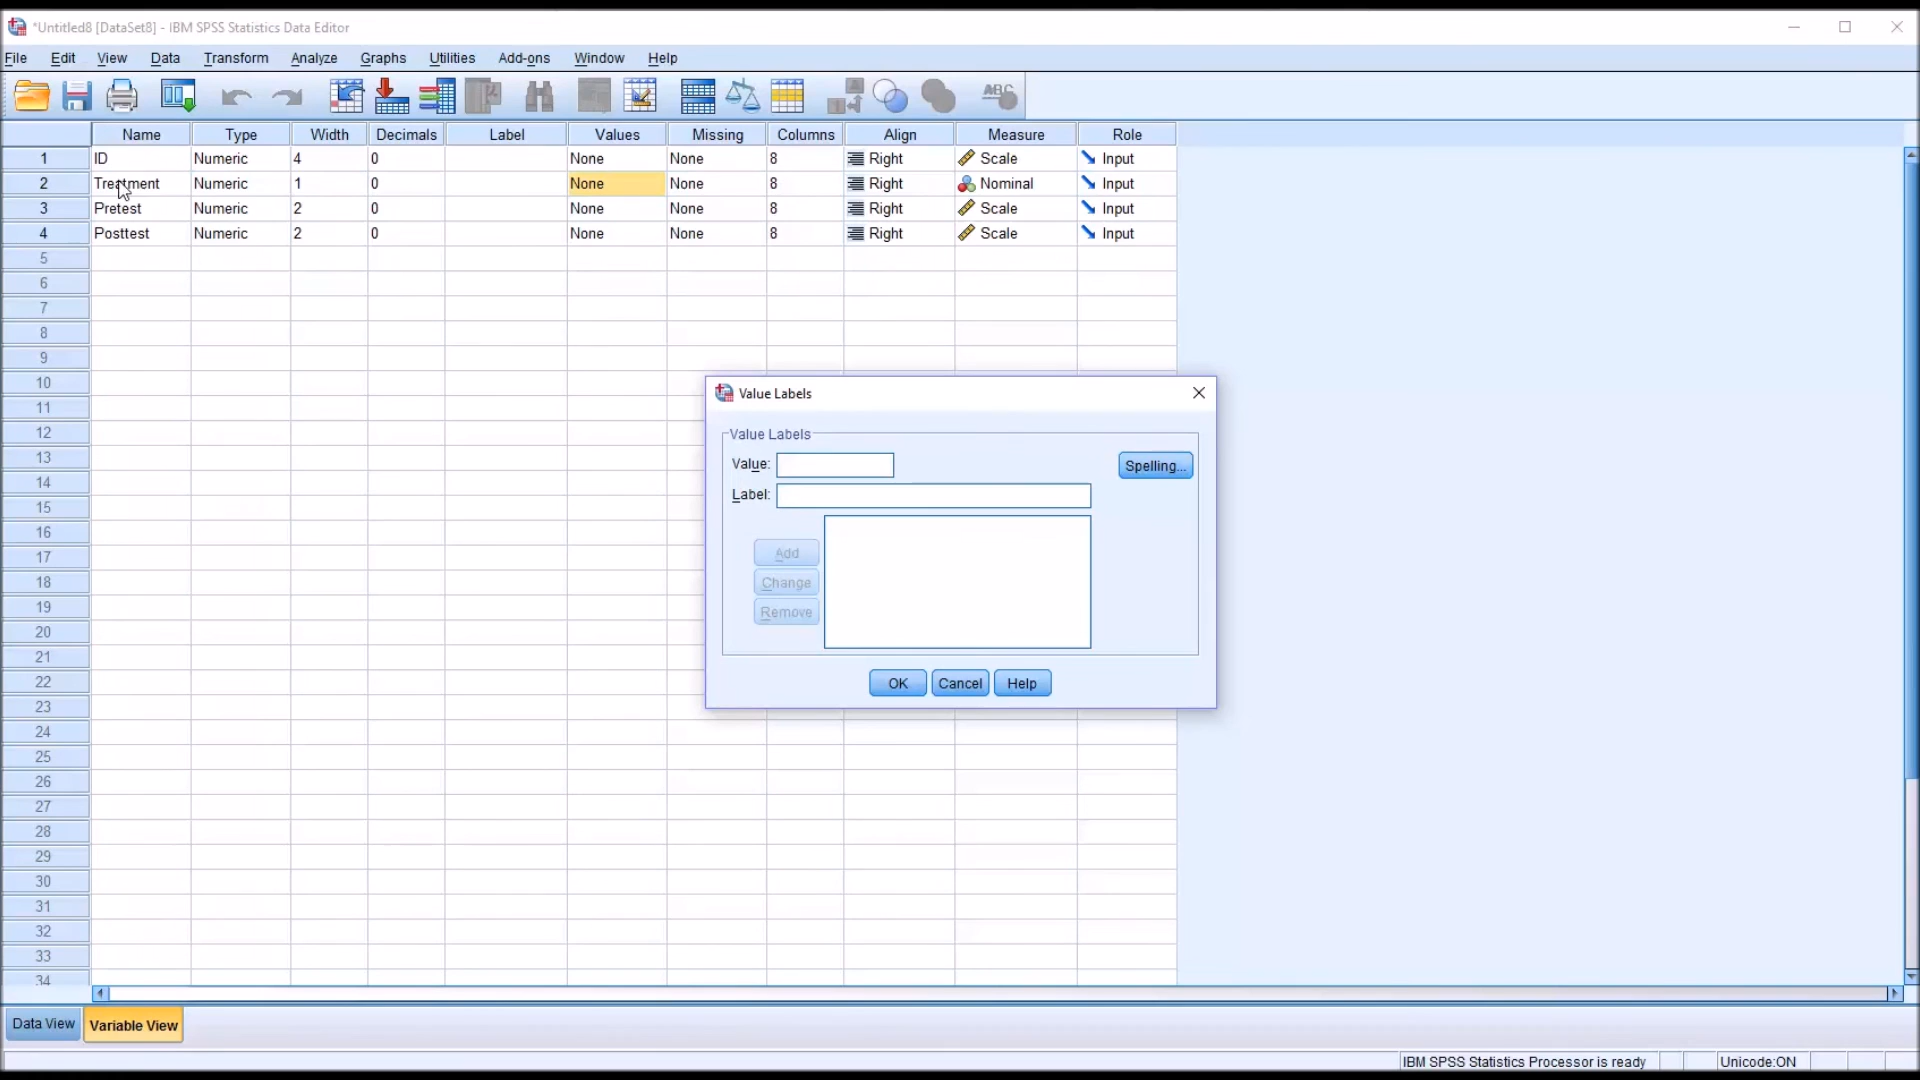 *Untitled8 [DataSet8] - IBM SPSS Statistics Data Editor
File Edit View Data Transform Analyze Graphs Utilities Add-ons Window Help
Name Type Width Decimals Label Values Missing Columns Align Measure Role
1 ID Numeric 4 0 None None 8 Right Scale Input
2 Treatment Numeric 1 0 None None 8 Right Nominal Input
3 Pretest Numeric 2 0 None None 8 Right Scale Input
4 Posttest Numeric 2 0 None None 8 Right Scale Input
5
6
7
8
9
10
11
12
13
14
15
16
17
18
19
20
21
22
23
24
25
26
27
28
29
30
31
32
33
34
Value Labels
Value Labels
Value:
Spelling...
Label:
Add
Change
Remove
OK Cancel Help
Data View Variable View
IBM SPSS Statistics Processor is ready Unicode:ON